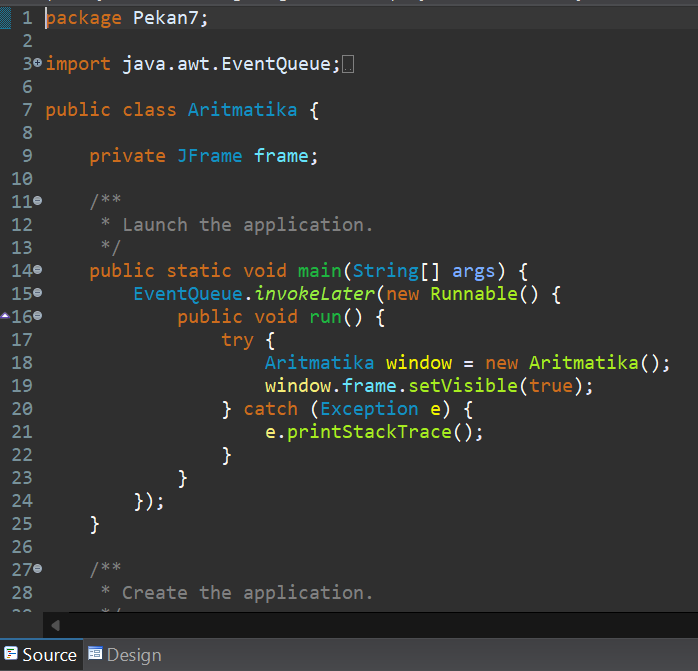 1 package Pekan7;
2
3 import java.awt.EventQueue;
6
7 public class Aritmatika {
8
9     private JFrame frame;
10
11     /**
12      * Launch the application.
13      */
14     public static void main(String[] args) {
15         EventQueue.invokeLater(new Runnable() {
16             public void run() {
17                 try {
18                     Aritmatika window = new Aritmatika();
19                     window.frame.setVisible(true);
20                 } catch (Exception e) {
21                     e.printStackTrace();
22                 }
23             }
24         });
25     }
26
27     /**
28      * Create the application.
Source Design